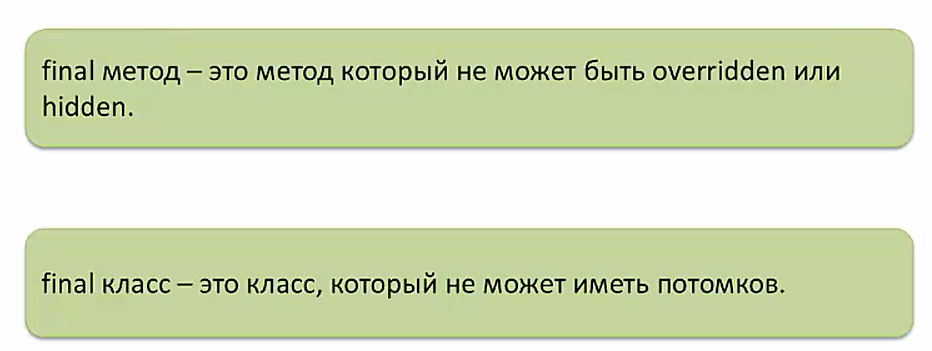 final метод – это метод который не может быть overridden или
hidden.
final класс – это класс, который не может иметь потомков.